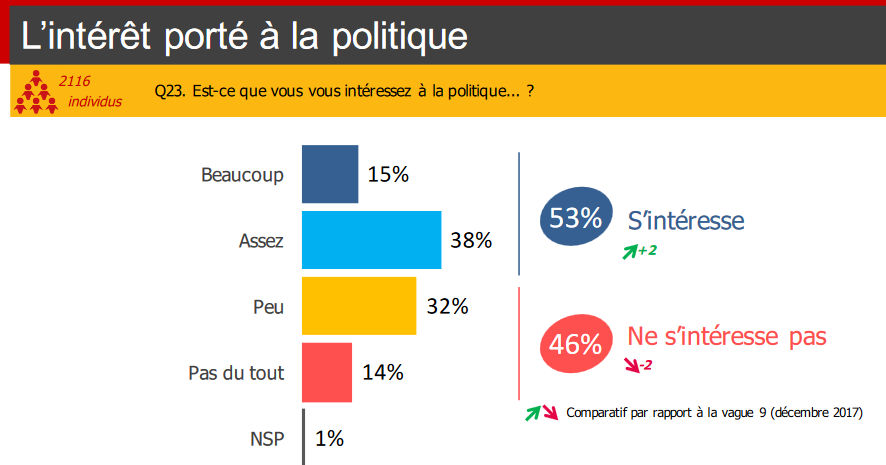 L'intérêt porté à la politique
2116
individus
Q23. Est-ce que vous vous intéressez à la politique... ?
Beaucoup 15%
Assez 38%
Peu 32%
Pas du tout 14%
NSP 1%
53% S'intéresse
+2
46% Ne s'intéresse pas
-2
Comparatif par rapport à la vague 9 (décembre 2017)